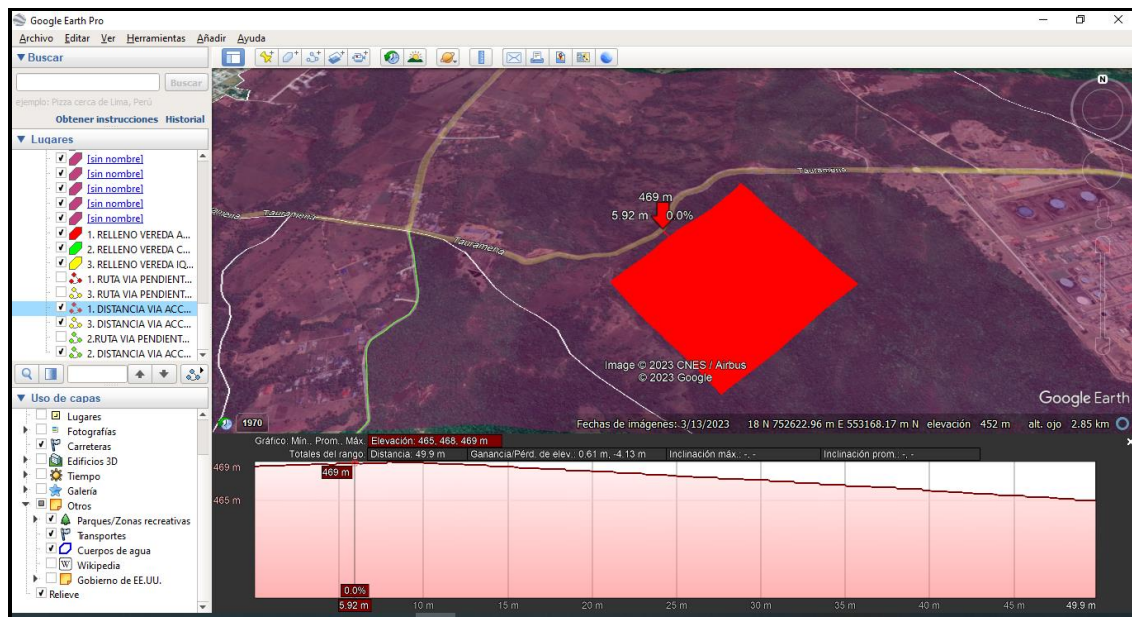 Google Earth Pro
Archivo Editar Ver Herramientas Añadir Ayuda
Buscar
Buscar
ejemplo: Pizza cerca de Lima, Perú
Obtener instrucciones Historial
Lugares
[sin nombre]
[sin nombre]
[sin nombre]
[sin nombre]
[sin nombre]
1. RELLENO VEREDA A...
2. RELLENO VEREDA C...
3. RELLENO VEREDA IQ...
1. RUTA VIA PENDIENT...
3. RUTA VIA PENDIENT...
1. DISTANCIA VIA ACC...
3. DISTANCIA VIA ACC...
2.RUTA VIA PENDIENT...
2. DISTANCIA VIA ACC...
Uso de capas
Lugares
Fotografías
Carreteras
Edificios 3D
Tiempo
Galería
Otros
Parques/Zonas recreativas
Transportes
Cuerpos de agua
Wikipedia
Gobierno de EE.UU.
Relieve
N
Tauramena
469 m
5.92 m 0.0%
Tauramena
Tauramena
Image © 2023 CNES / Airbus
© 2023 Google
Google Earth
1970
Fechas de imágenes: 3/13/2023 18 N 752622.96 m E 553168.17 m N elevación 452 m alt. ojo 2.85 km
Gráfico: Mín., Prom., Máx. Elevación: 465, 468, 469 m
Totales del rango: Distancia: 49.9 m Ganancia/Pérd. de elev.: 0.61 m, -4.13 m Inclinación máx.: -, - Inclinación prom.: -, -
469 m
469 m
465 m
0.0%
5.92 m 10 m 15 m 20 m 25 m 30 m 35 m 40 m 45 m 49.9 m